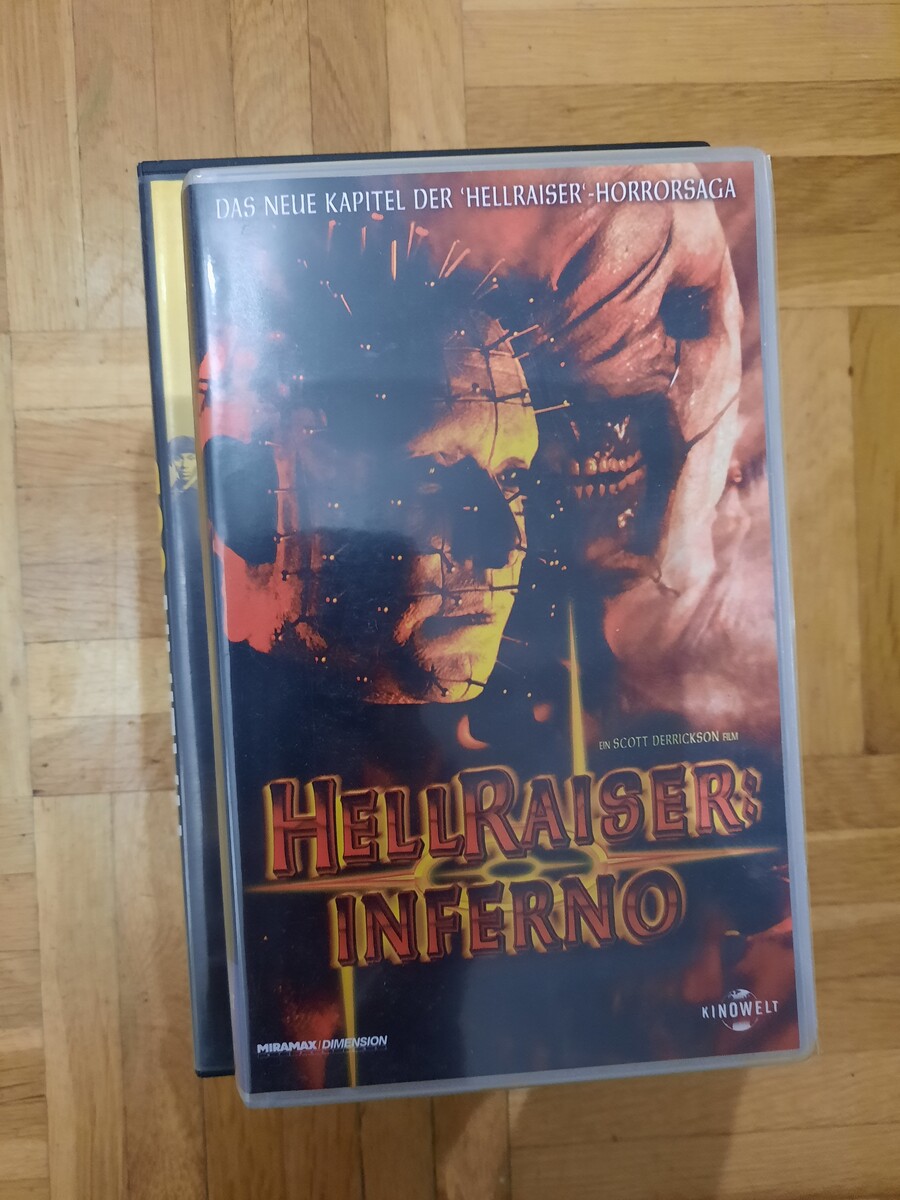 DAS NEUE KAPITEL DER 'HELLRAISER'-HORRORSAGA
EIN SCOTT DERRICKSON FILM
HELLRAISER:
INFERNO
KINOWELT
MIRAMAX/DIMENSION